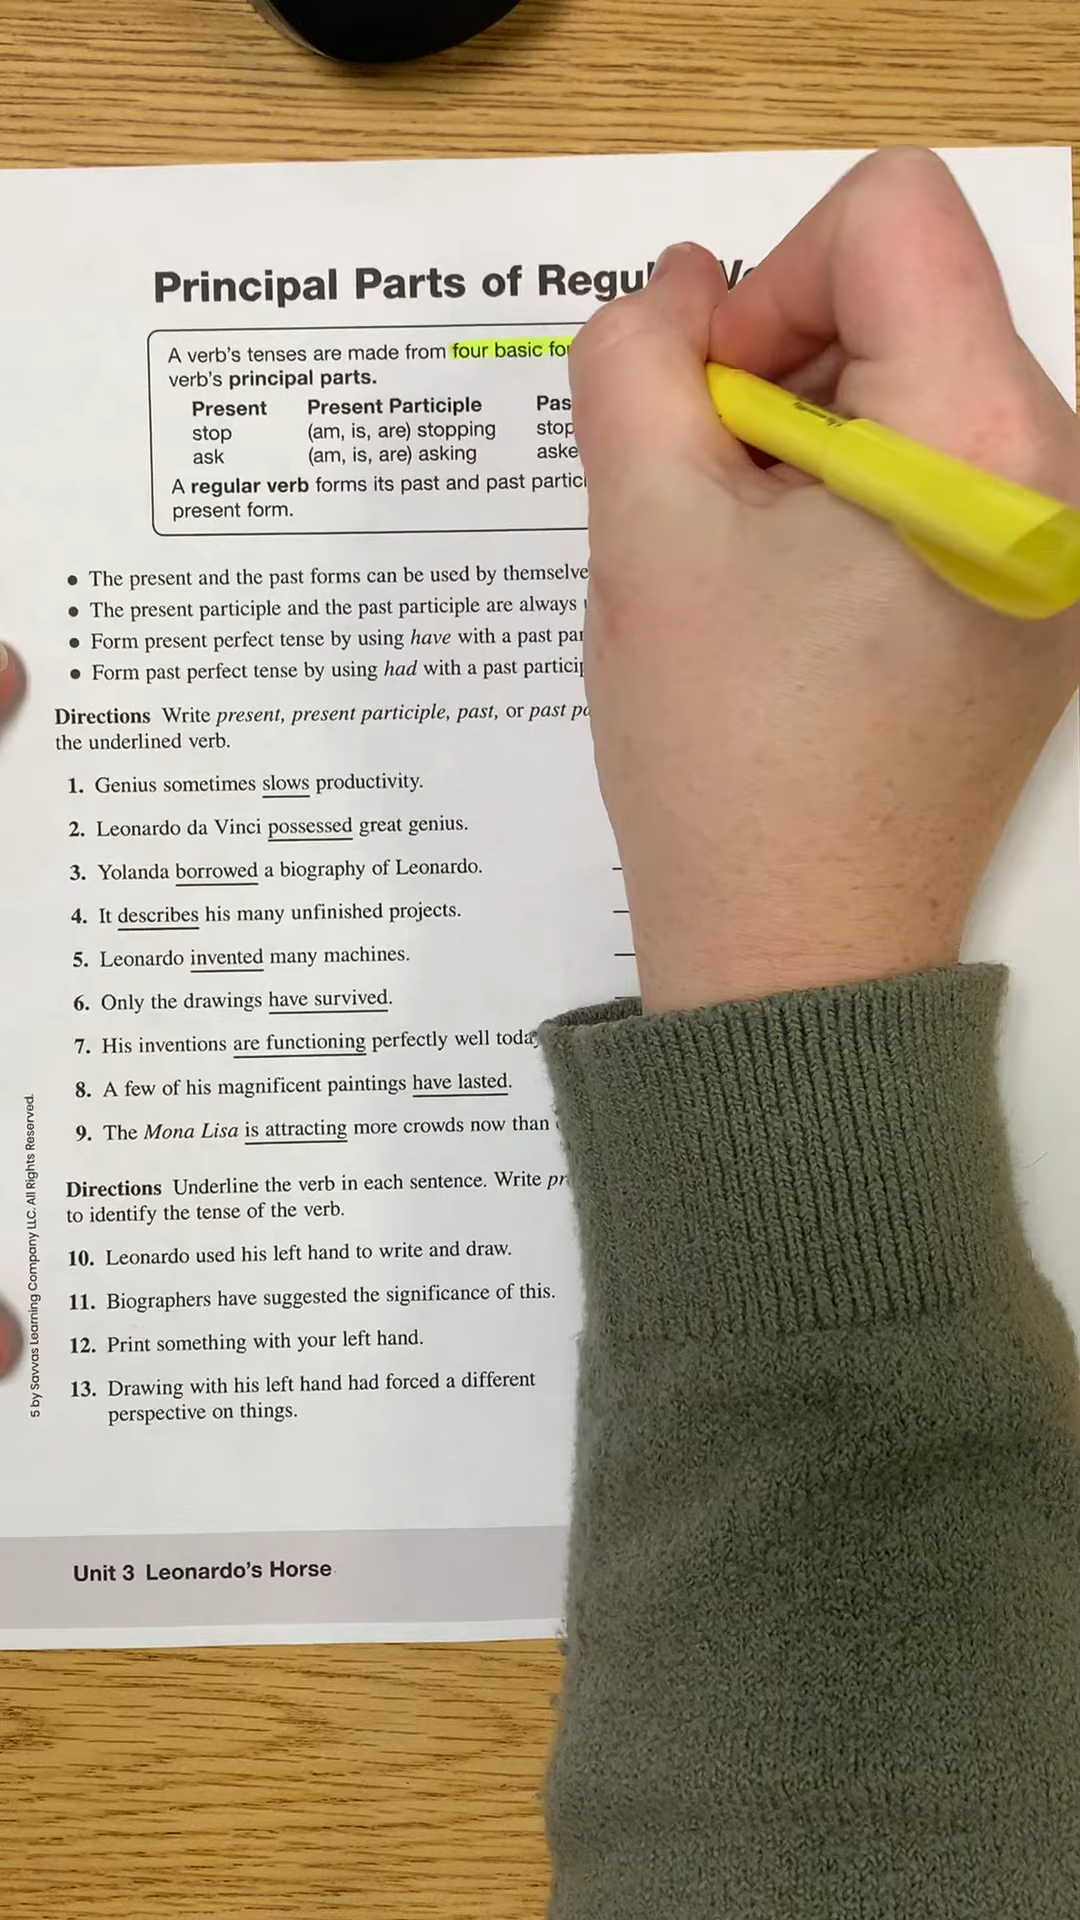 Principal Parts of
A verb's tenses are made from four basic
verb's principal parts.
Present Present Participle
stop (am, is, are) stopping
ask (am, is, are) asking
A regular verb forms its past and past
present form.
• The present and the past forms can be used by
• The present participle and the past participle are always
• Form present perfect tense by using have with a past
• Form past perfect tense by using had with a past
Directions Write present, present participle, past, or past
the underlined verb.
1. Genius sometimes slows productivity.
2. Leonardo da Vinci possessed great genius.
3. Yolanda borrowed a biography of Leonardo.
4. It describes his many unfinished projects.
5. Leonardo invented many machines.
6. Only the drawings have survived.
7. His inventions are functioning perfectly well
8. A few of his magnificent paintings have lasted.
9. The Mona Lisa is attracting more crowds now than
Directions Underline the verb in each sentence. Write
to identify the tense of the verb.
10. Leonardo used his left hand to write and draw.
11. Biographers have suggested the significance of this.
12. Print something with your left hand.
13. Drawing with his left hand had forced a different
perspective on things.
Unit 3 Leonardo's Horse
5 by Savvas Learning Company LLC. All Rights Reserved.